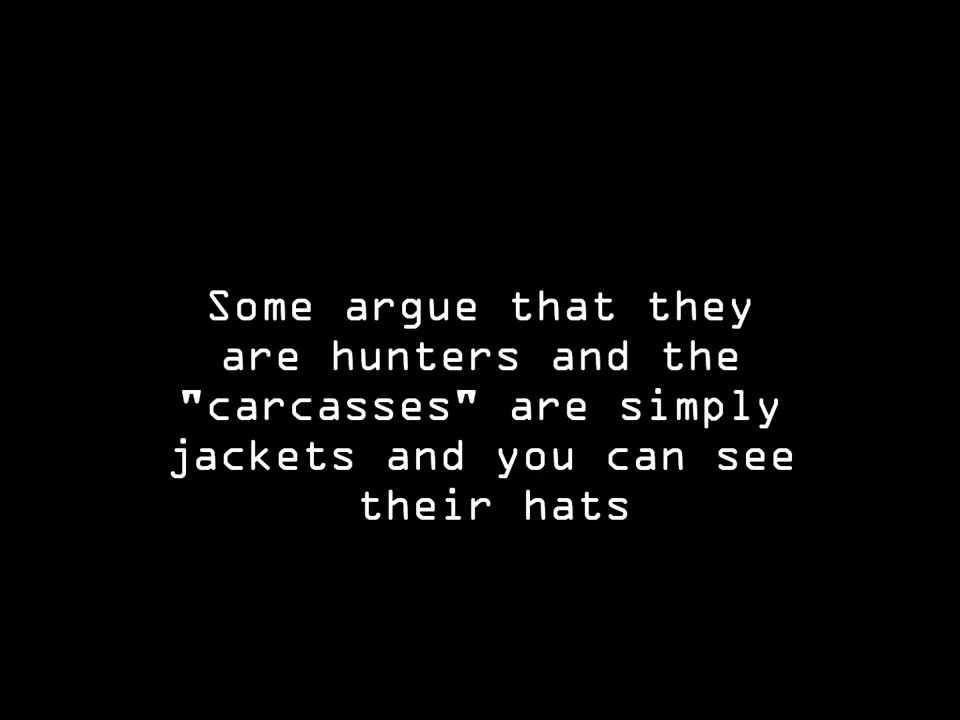 Some argue that they
are hunters and the
"carcasses" are simply
jackets and you can see
their hats